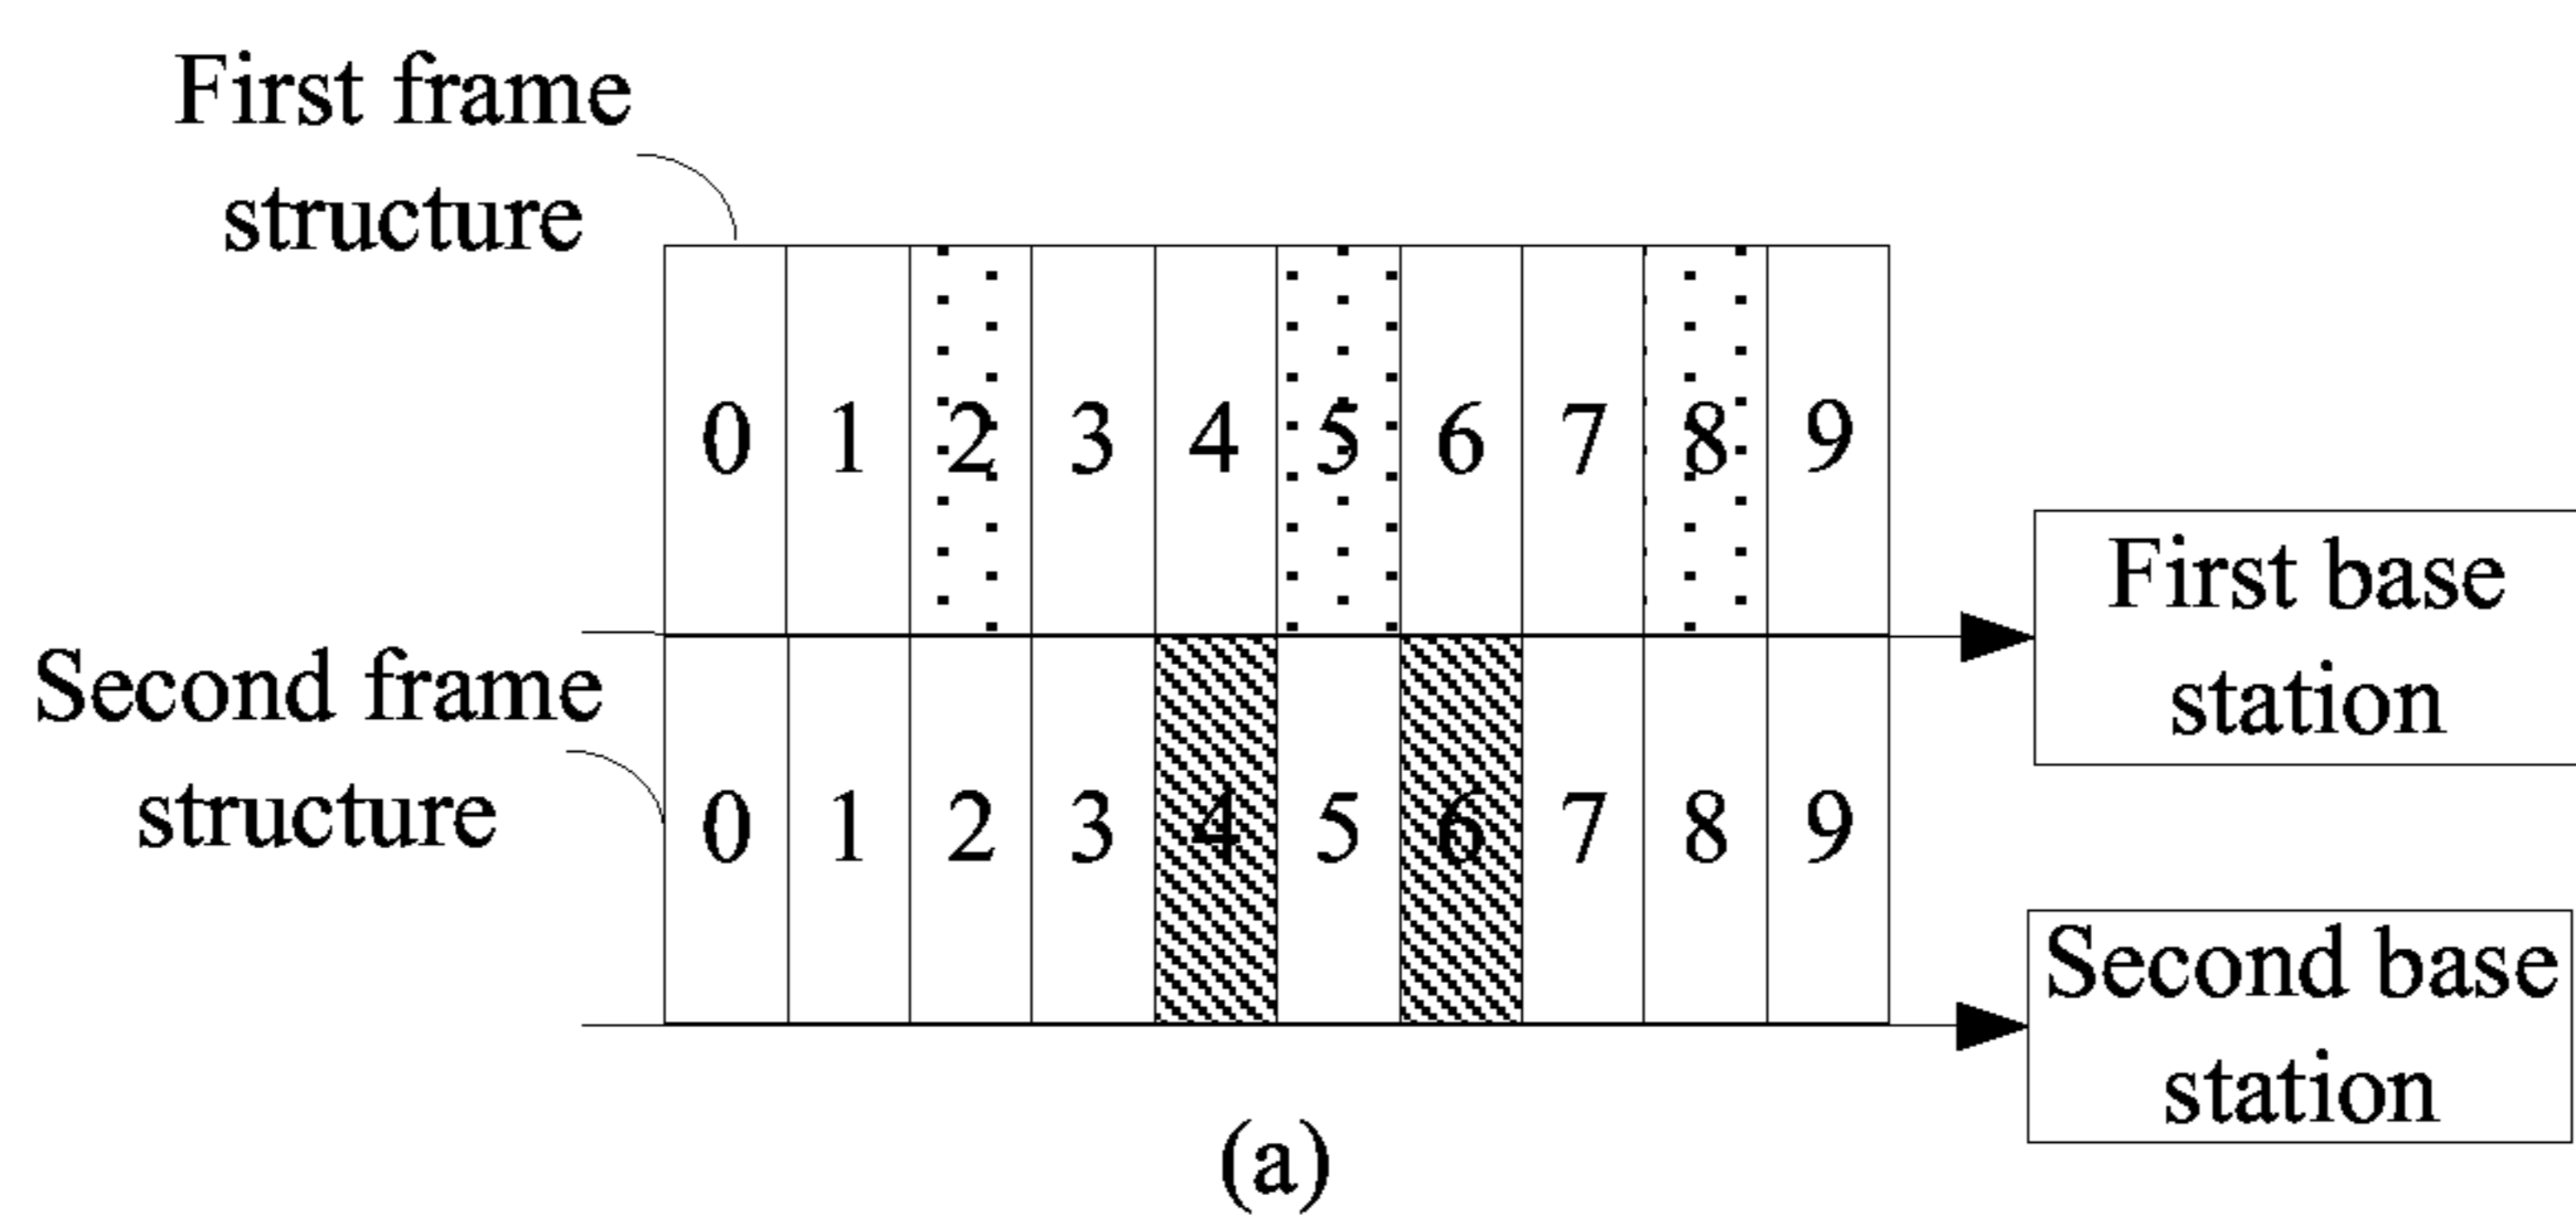 First frame
structure
0 1 2 3 4 5 6 7 8 9
First base
station
Second frame
structure
0 1 2 3 4 5 6 7 8 9
Second base
station
(a)